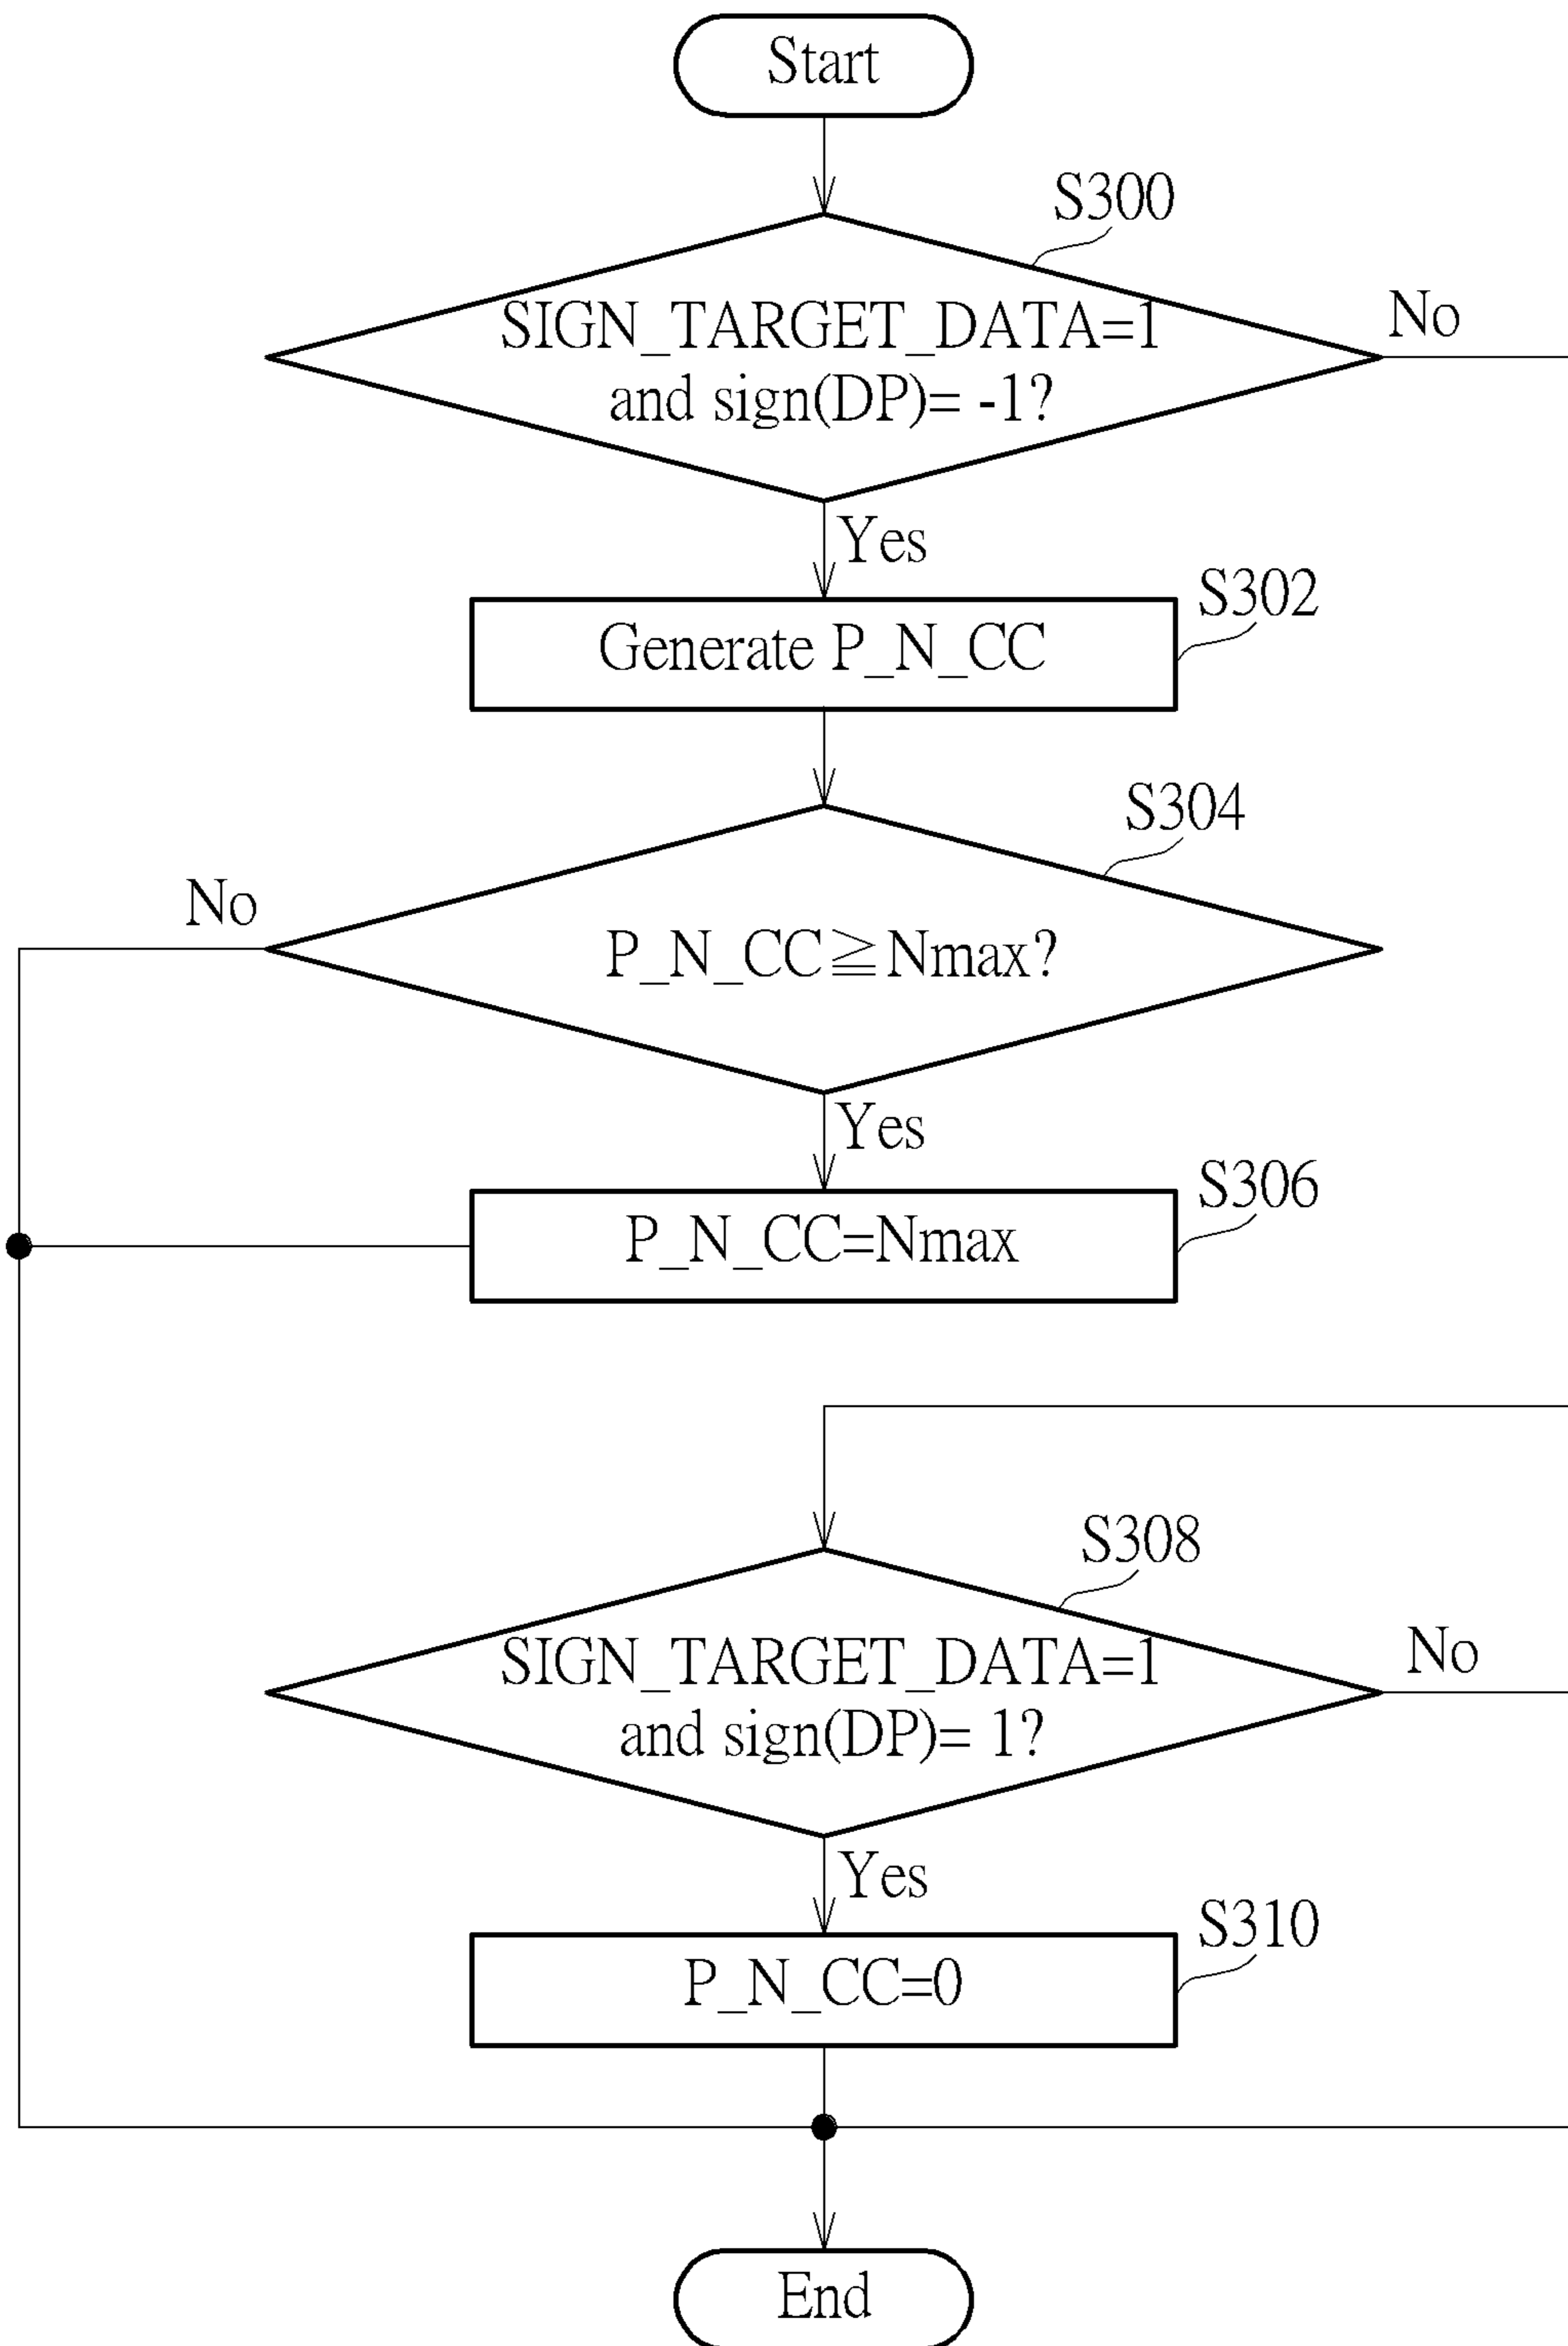 Start
S300
SIGN_TARGET_DATA=1
and sign(DP)= -1?
No
Yes
S302
Generate P_N_CC
S304
No
P_N_CC≧Nmax?
Yes
S306
P_N_CC=Nmax
S308
SIGN_TARGET_DATA=1
and sign(DP)= 1?
No
Yes
S310
P_N_CC=0
End